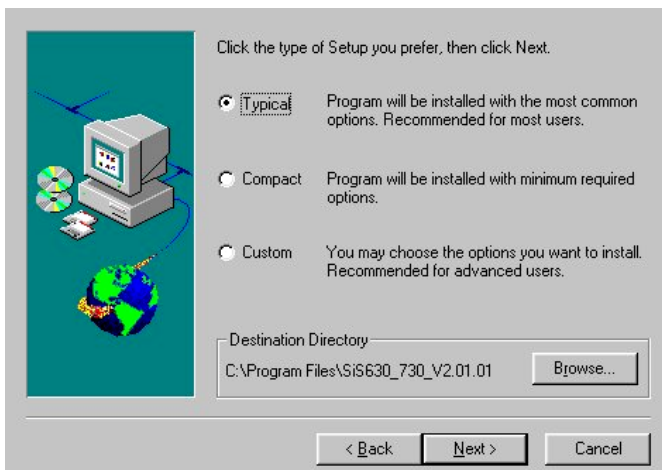 Click the type of Setup you prefer, then click Next.
Typical
Program will be installed with the most common
options. Recommended for most users.
Compact
Program will be installed with minimum required
options.
Custom
You may choose the options you want to install.
Recommended for advanced users.
Destination Directory
C:\Program Files\SiS630_730_V2.01.01
Browse...
< Back
Next >
Cancel